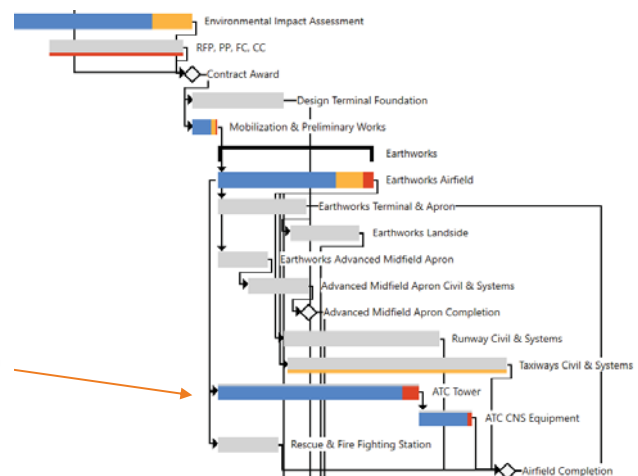 Environmental Impact Assessment
RFP, PP, FC, CC
Contract Award
Design Terminal Foundation
Mobilization & Preliminary Works
Earthworks
Earthworks Airfield
Earthworks Terminal & Apron
Earthworks Landside
Earthworks Advanced Midfield Apron
Advanced Midfield Apron Civil & Systems
Advanced Midfield Apron Completion
Runway Civil & Systems
Taxiways Civil & Systems
ATC Tower
ATC CNS Equipment
Rescue & Fire Fighting Station
Airfield Completion